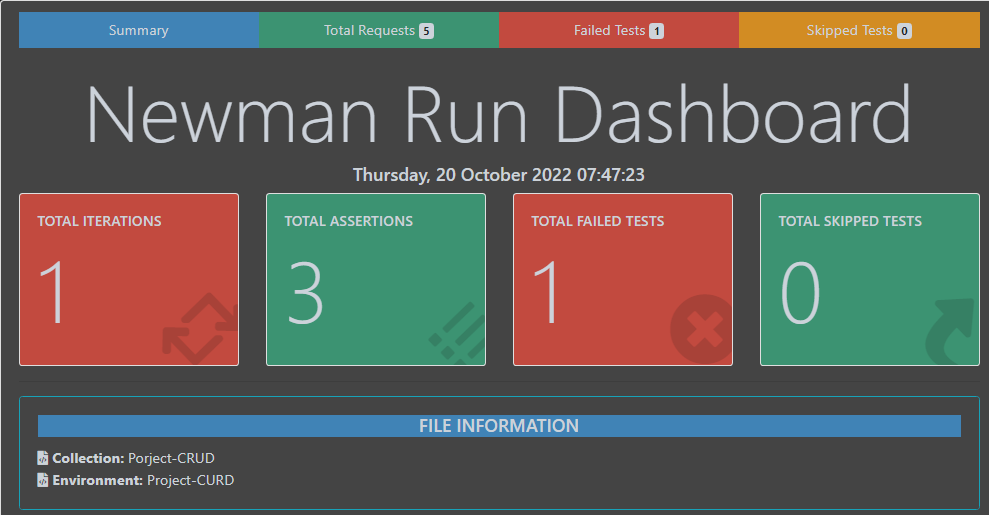 Summary Total Requests 5 Failed Tests 1 Skipped Tests 0
Newman Run Dashboard
Thursday, 20 October 2022 07:47:23
TOTAL ITERATIONS TOTAL ASSERTIONS TOTAL FAILED TESTS TOTAL SKIPPED TESTS
1 3 1 0
FILE INFORMATION
Collection: Porject-CRUD
Environment: Project-CURD